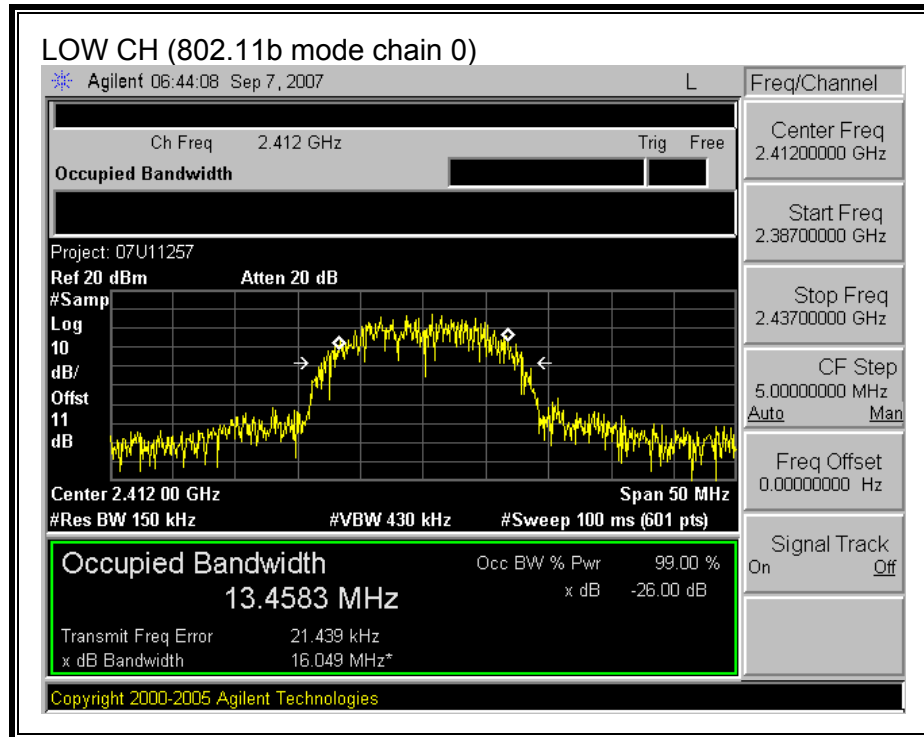 LOW CH (802.11b mode chain 0)
Agilent 06:44:08 Sep 7, 2007 L
Freq/Channel
Ch Freq 2.412 GHz Trig Free
Occupied Bandwidth
Center Freq
2.41200000 GHz
Start Freq
2.38700000 GHz
Stop Freq
2.43700000 GHz
CF Step
5.00000000 MHz
Auto Man
Freq Offset
0.00000000 Hz
Signal Track
On Off
Project: 07U11257
Ref 20 dBm Atten 20 dB
#Samp
Log
10
dB/
Offst
11
dB
Center 2.412 00 GHz Span 50 MHz
#Res BW 150 kHz #VBW 430 kHz #Sweep 100 ms (601 pts)
Occupied Bandwidth Occ BW % Pwr 99.00 %
13.4583 MHz x dB -26.00 dB
Transmit Freq Error 21.439 kHz
x dB Bandwidth 16.049 MHz*
Copyright 2000-2005 Agilent Technologies